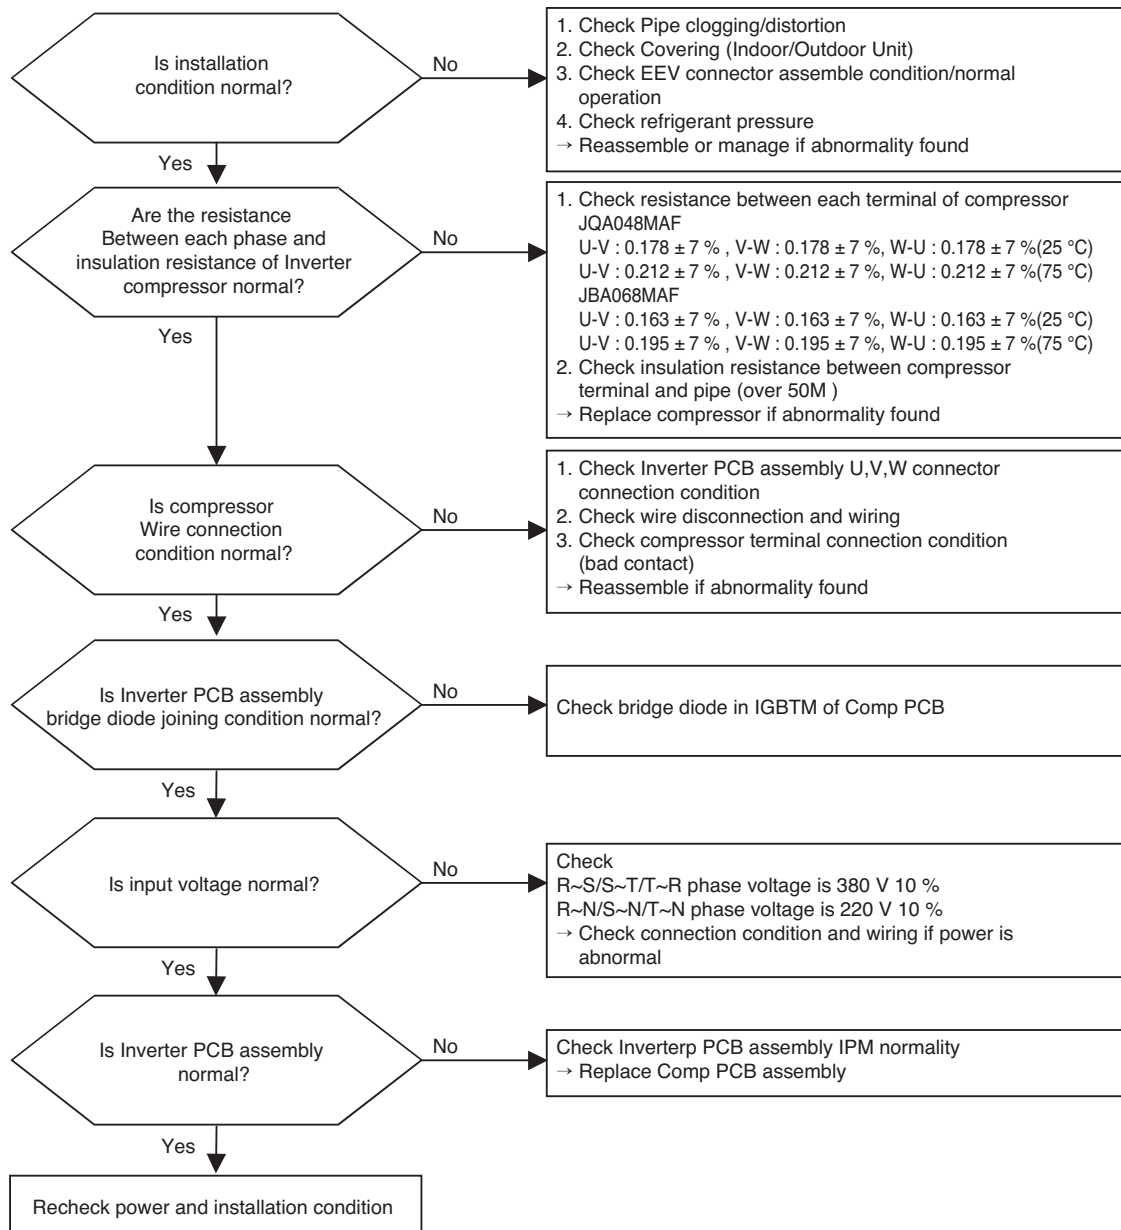 Is installation
condition normal?
No
1. Check Pipe clogging/distortion
2. Check Covering (Indoor/Outdoor Unit)
3. Check EEV connector assemble condition/normal
operation
4. Check refrigerant pressure
→ Reassemble or manage if abnormality found
Yes
Are the resistance
Between each phase and
insulation resistance of Inverter
compressor normal?
No
1. Check resistance between each terminal of compressor
JQA048MAF
U-V : 0.178 ± 7 % , V-W : 0.178 ± 7 %, W-U : 0.178 ± 7 %(25 °C)
U-V : 0.212 ± 7 % , V-W : 0.212 ± 7 %, W-U : 0.212 ± 7 %(75 °C)
JBA068MAF
U-V : 0.163 ± 7 % , V-W : 0.163 ± 7 %, W-U : 0.163 ± 7 %(25 °C)
U-V : 0.195 ± 7 % , V-W : 0.195 ± 7 %, W-U : 0.195 ± 7 %(75 °C)
2. Check insulation resistance between compressor
terminal and pipe (over 50M )
→ Replace compressor if abnormality found
Yes
Is compressor
Wire connection
condition normal?
No
1. Check Inverter PCB assembly U,V,W connector
connection condition
2. Check wire disconnection and wiring
3. Check compressor terminal connection condition
(bad contact)
→ Reassemble if abnormality found
Yes
Is Inverter PCB assembly
bridge diode joining condition normal?
No
Check bridge diode in IGBTM of Comp PCB
Yes
Is input voltage normal?
No
Check
R~S/S~T/T~R phase voltage is 380 V 10 %
R~N/S~N/T~N phase voltage is 220 V 10 %
→ Check connection condition and wiring if power is
abnormal
Yes
Is Inverter PCB assembly
normal?
No
Check Inverterp PCB assembly IPM normality
→ Replace Comp PCB assembly
Yes
Recheck power and installation condition